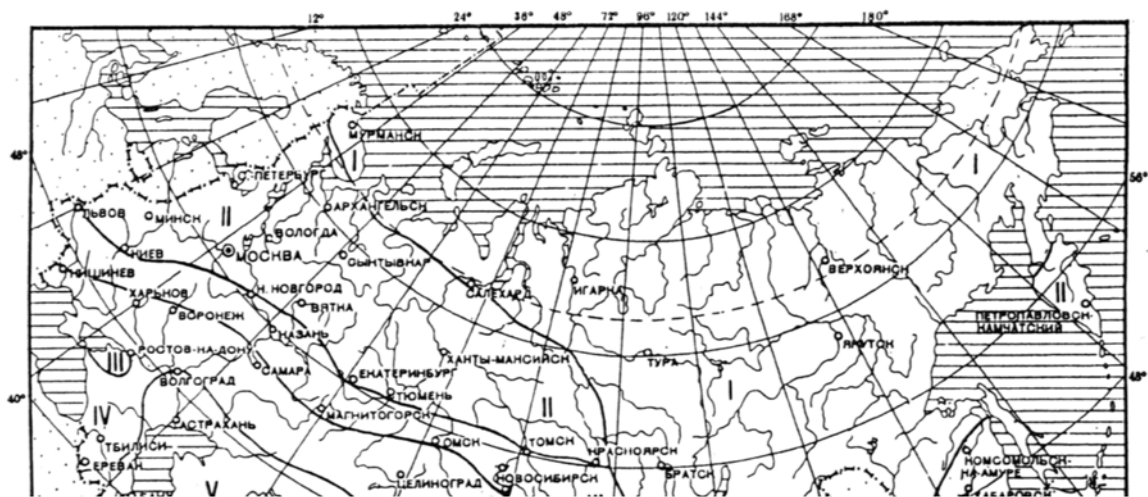 12° 24° 36° 48° 72° 96° 120° 144° 168° 180°
МУРМАНСК
I
I
48°
56°
С.ПЕТЕРБУРГ
ЛЬВОВ
МИНСК
II
АРХАНГЕЛЬСК
ВОЛОГДА
КИЕВ
МОСКВА
СЫКТЫВКАР
КИШИНЕВ
ВЕРХОЯНСК
Н.НОВГОРОД
САЛЕХАРД
ИГАРКА
II
ХАРЬКОВ
ВЯТКА
ВОРОНЕЖ
ПЕТРОПАВЛОВСК-
КАМЧАТСКИЙ
КАЗАНЬ
ЯКУТСК
РОСТОВ-НА-ДОНУ
ХАНТЫ-МАНСИЙСК
ТУРА
III
САМАРА
ЕКАТЕРИНБУРГ
ВОЛГОГРАД
48°
ТЮМЕНЬ
I
40°
МАГНИТОГОРСК
II
IV
АСТРАХАНЬ
ТБИЛИСИ
ОМСК
ТОМСК
КРАСНОЯРСК
ЕРЕВАН
БРАТСК
КОМСОМОЛЬСК-
НА-АМУРЕ
НОВОСИБИРСК
ЦЕЛИНОГРАД
V